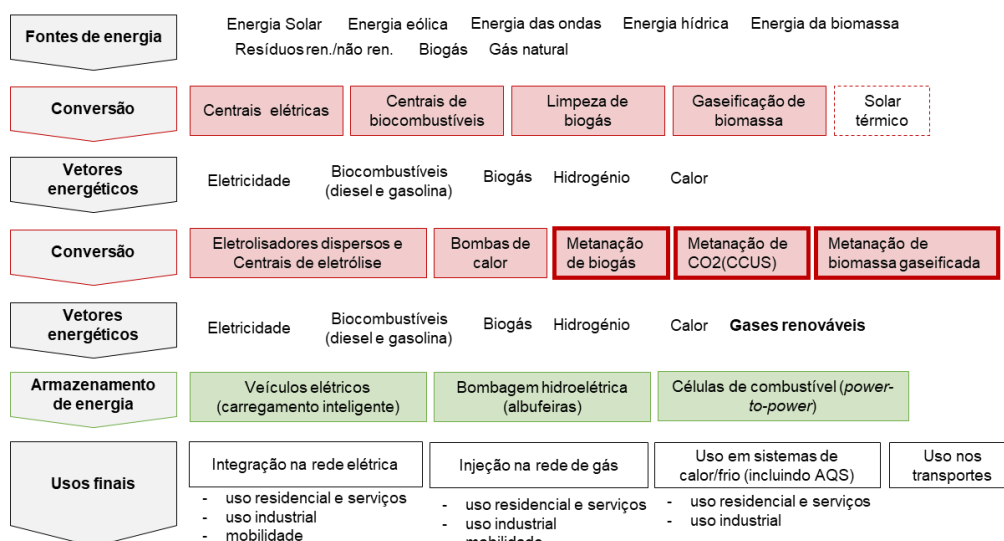 Fontes de energia
Energia Solar Energia eólica Energia das ondas Energia hídrica Energia da biomassa
Resíduos ren./não ren. Biogás Gás natural
Conversão
Centrais elétricas
Centrais de
biocombustíveis
Limpeza de
biogás
Gaseificação de
biomassa
Solar
térmico
Vetores
energéticos
Eletricidade
Biocombustíveis
(diesel e gasolina)
Biogás
Hidrogénio
Calor
Conversão
Eletrolisadores dispersos e
Centrais de eletrólise
Bombas de
calor
Metanação
de biogás
Metanação de
CO2(CCUS)
Metanação de
biomassa gaseificada
Vetores
energéticos
Eletricidade
Biocombustíveis
(diesel e gasolina)
Biogás
Hidrogénio
Calor
Gases renováveis
Armazenamento
de energia
Veículos elétricos
(carregamento inteligente)
Bombagem hidroelétrica
(albufeiras)
Células de combustível (power-
to-power)
Usos finais
Integração na rede elétrica
- uso residencial e serviços
- uso industrial
- mobilidade
Injeção na rede de gás
- uso residencial e serviços
- uso industrial
- mobilidade
Uso em sistemas de
calor/frio (incluindo AQS)
- uso residencial e serviços
- uso industrial
Uso nos
transportes